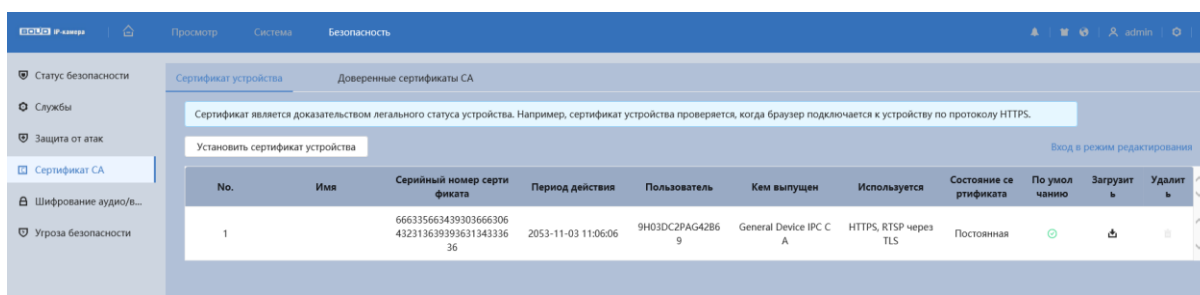 BOLID IP-камера Просмотр Система Безопасность admin
Статус безопасности
Службы
Защита от атак
Сертификат CA
Шифрование аудио/в...
Угроза безопасности
Сертификат устройства Доверенные сертификаты CA
Сертификат является доказательством легального статуса устройства. Например, сертификат устройства проверяется, когда браузер подключается к устройству по протоколу HTTPS.
Установить сертификат устройства Вход в режим редактирования
No. Имя Серийный номер серти
фиката Период действия Пользователь Кем выпущен Используется Состояние се
ртификата По умол
чанию Загрузит
ь Удалит
ь
1 666335663439303666306
432313639393631343336
36 2053-11-03 11:06:06 9H03DC2PAG42B6
9 General Device IPC C
A HTTPS, RTSP через
TLS Постоянная